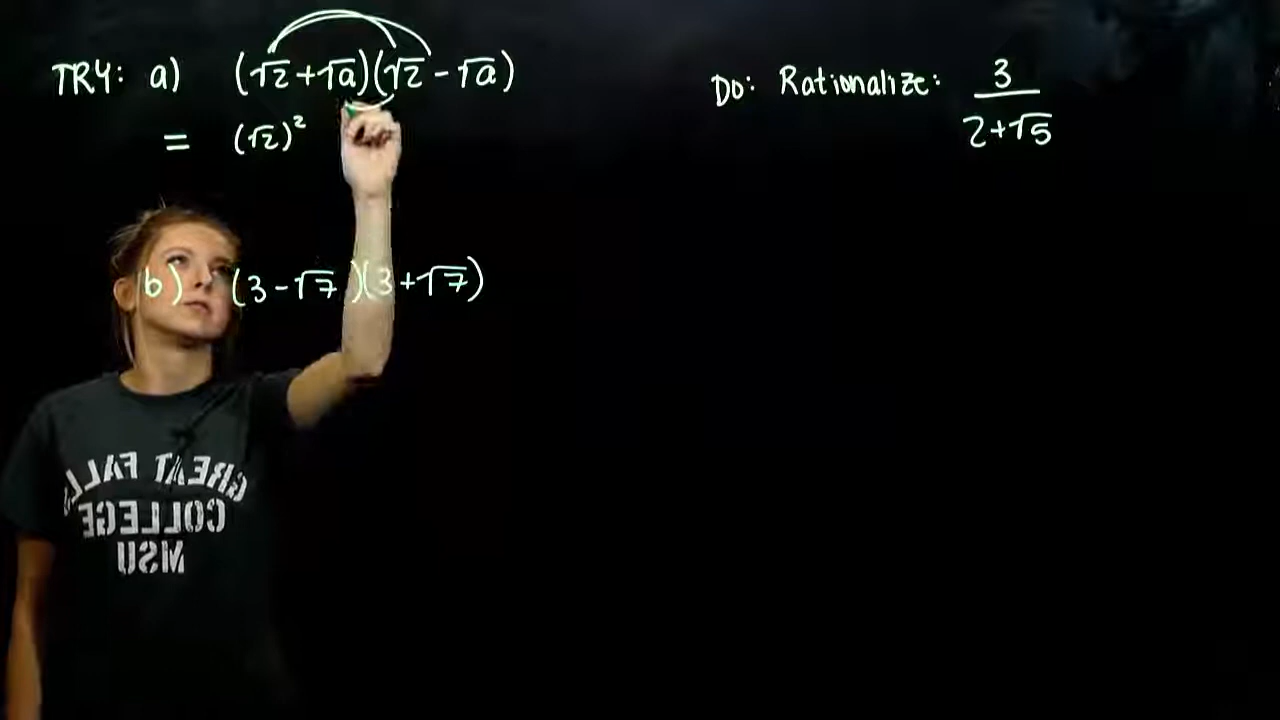 TRY: a) (√2+√a)(√2-√a)
= (√2)²
b) (3-√7)(3+√7)
Do: Rationalize: 3/(2+√5)
GREAT FALLS
COLLEGE
MSU